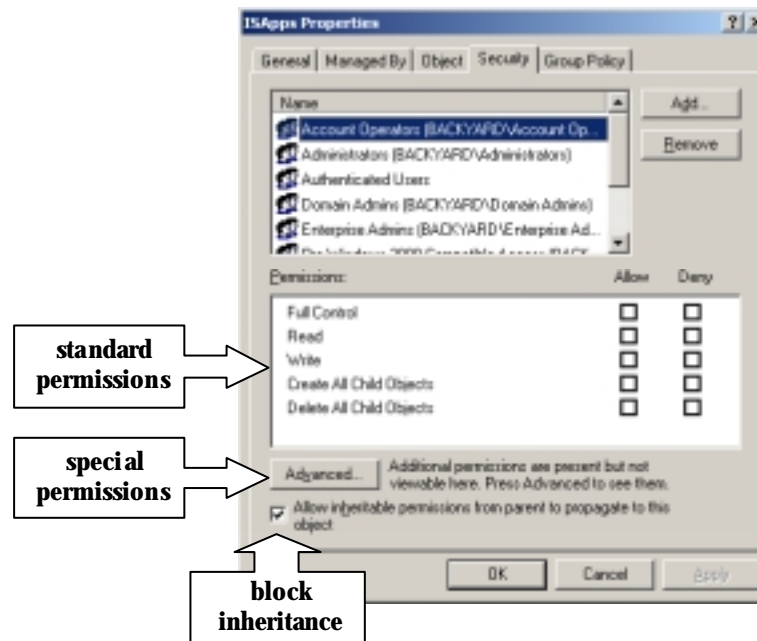 ISApps Properties
General Managed By Object Security Group Policy
Name
Account Operators (BACKYARD\Account Op...
Administrators (BACKYARD\Administrators)
Authenticated Users
Domain Admins (BACKYARD\Domain Admins)
Enterprise Admins (BACKYARD\Enterprise Ad...
Add...
Remove
Permissions: Allow Deny
Full Control
Read
Write
Create All Child Objects
Delete All Child Objects
standard
permissions
special
permissions
Advanced...
Additional permissions are present but not
viewable here. Press Advanced to see them.
Allow inheritable permissions from parent to propagate to this
object
block
inheritance
OK Cancel Apply